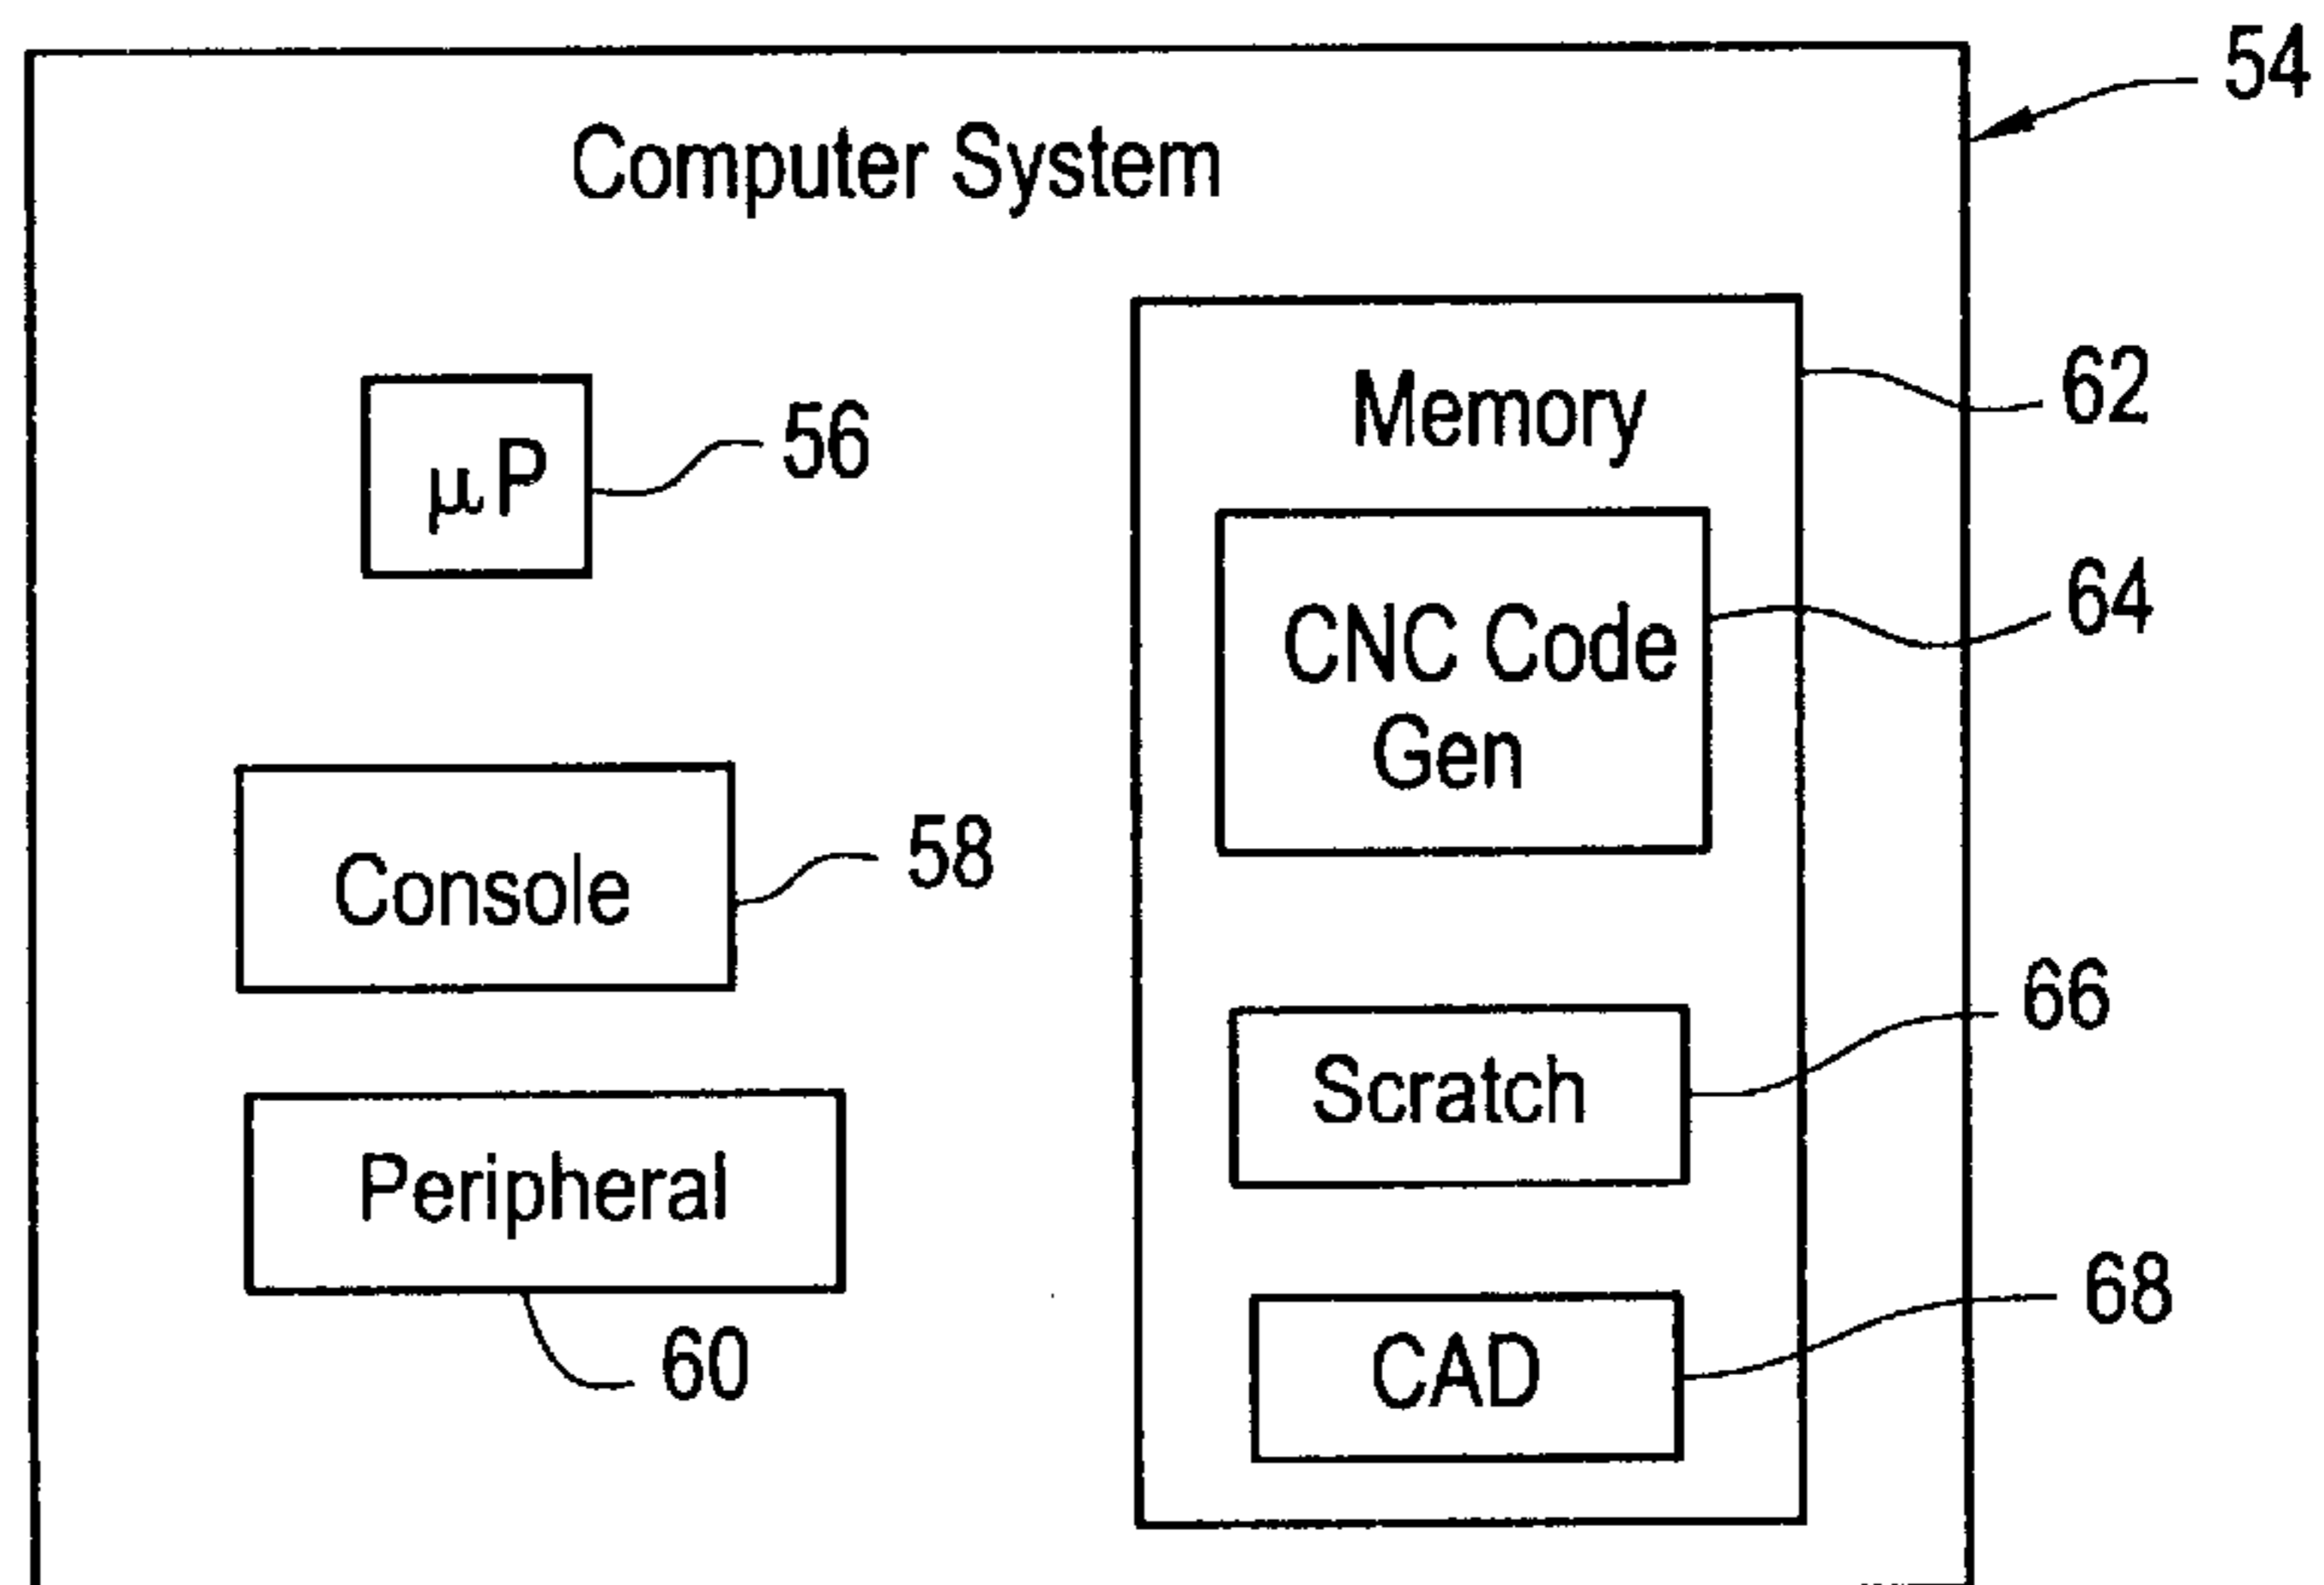 54
Computer System
62
Memory
μP
56
64
CNC Code
Gen
Console
58
66
Scratch
Peripheral
68
CAD
60